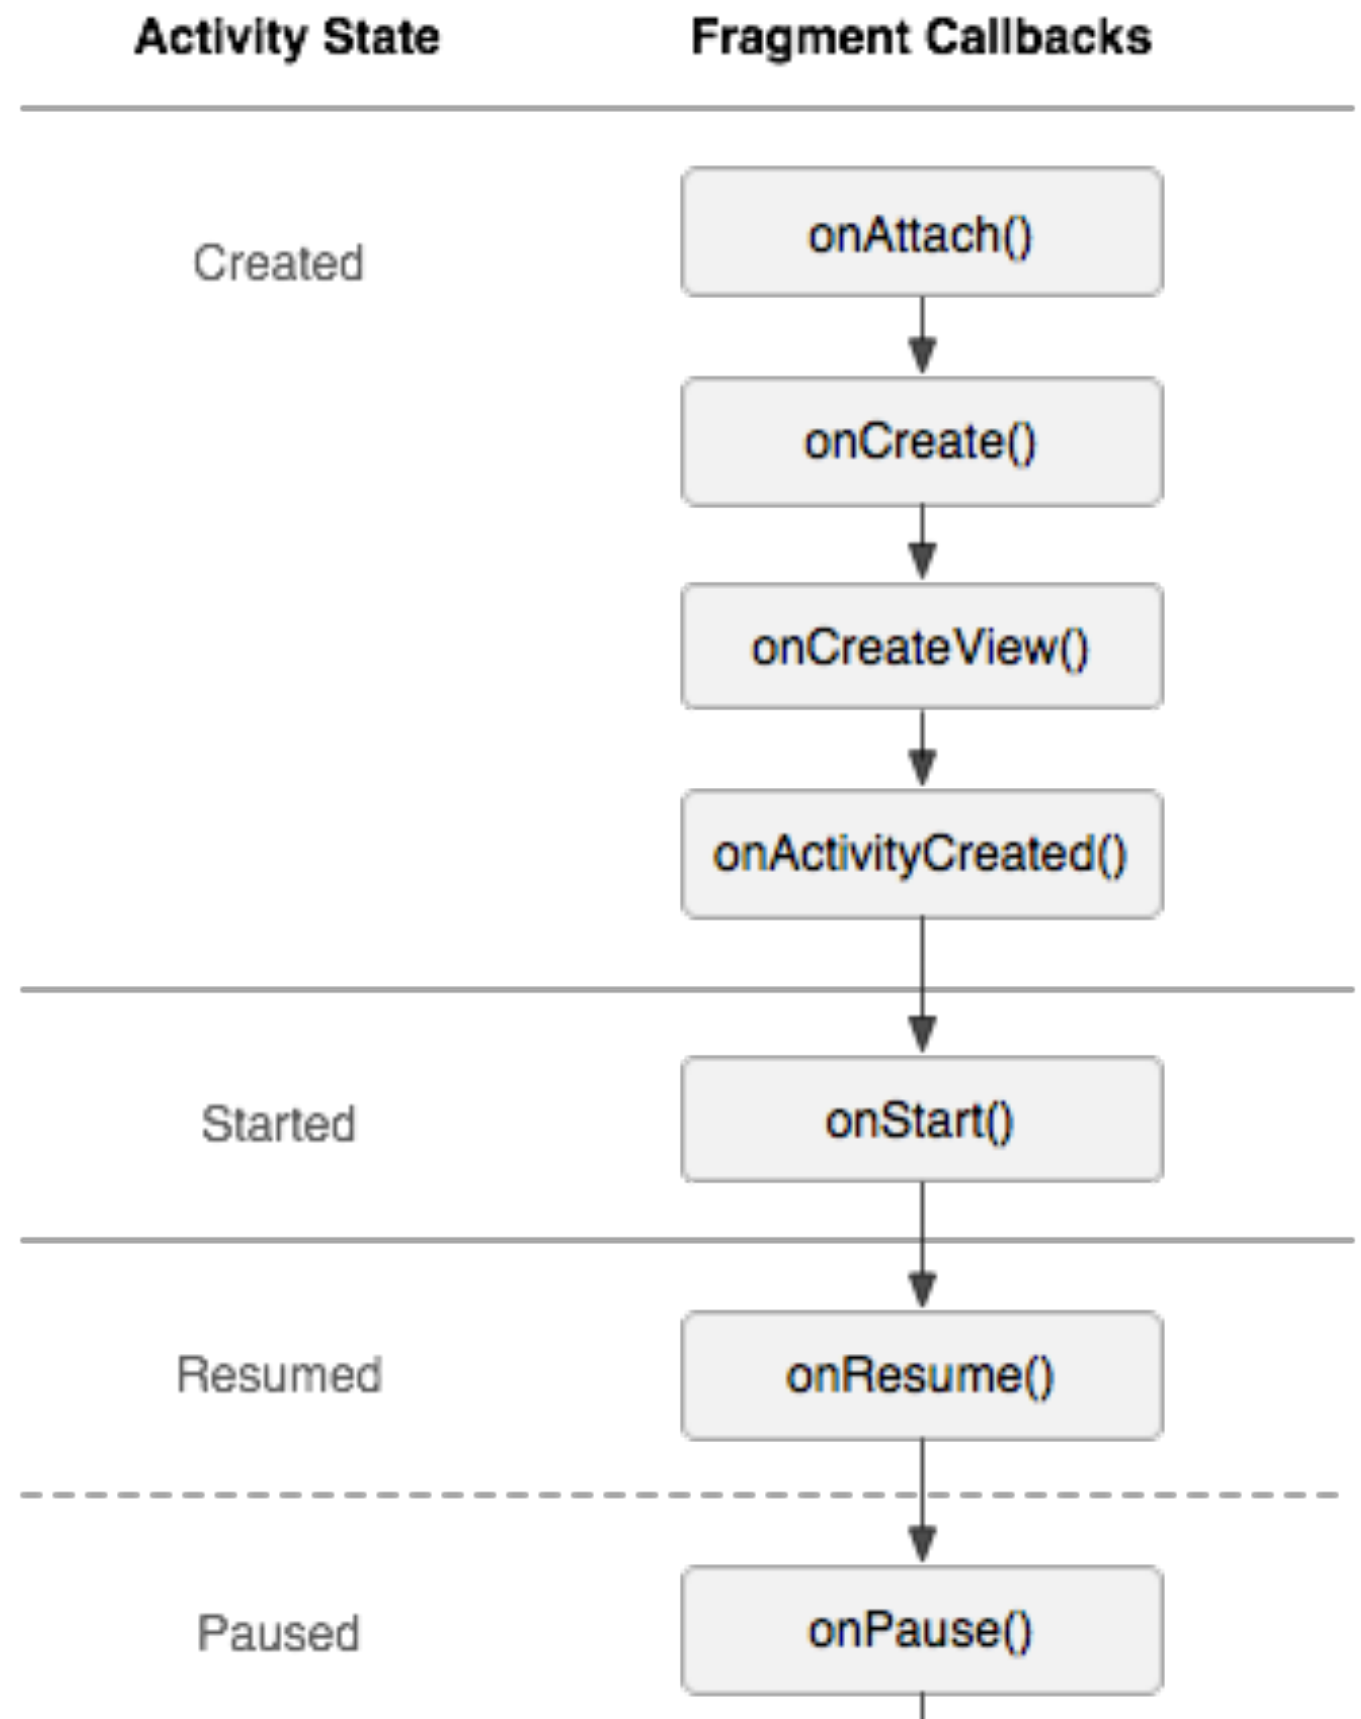 Activity State Fragment Callbacks
onAttach()
Created
onCreate()
onCreateView()
onActivityCreated()
Started onStart()
Resumed onResume()
Paused onPause()